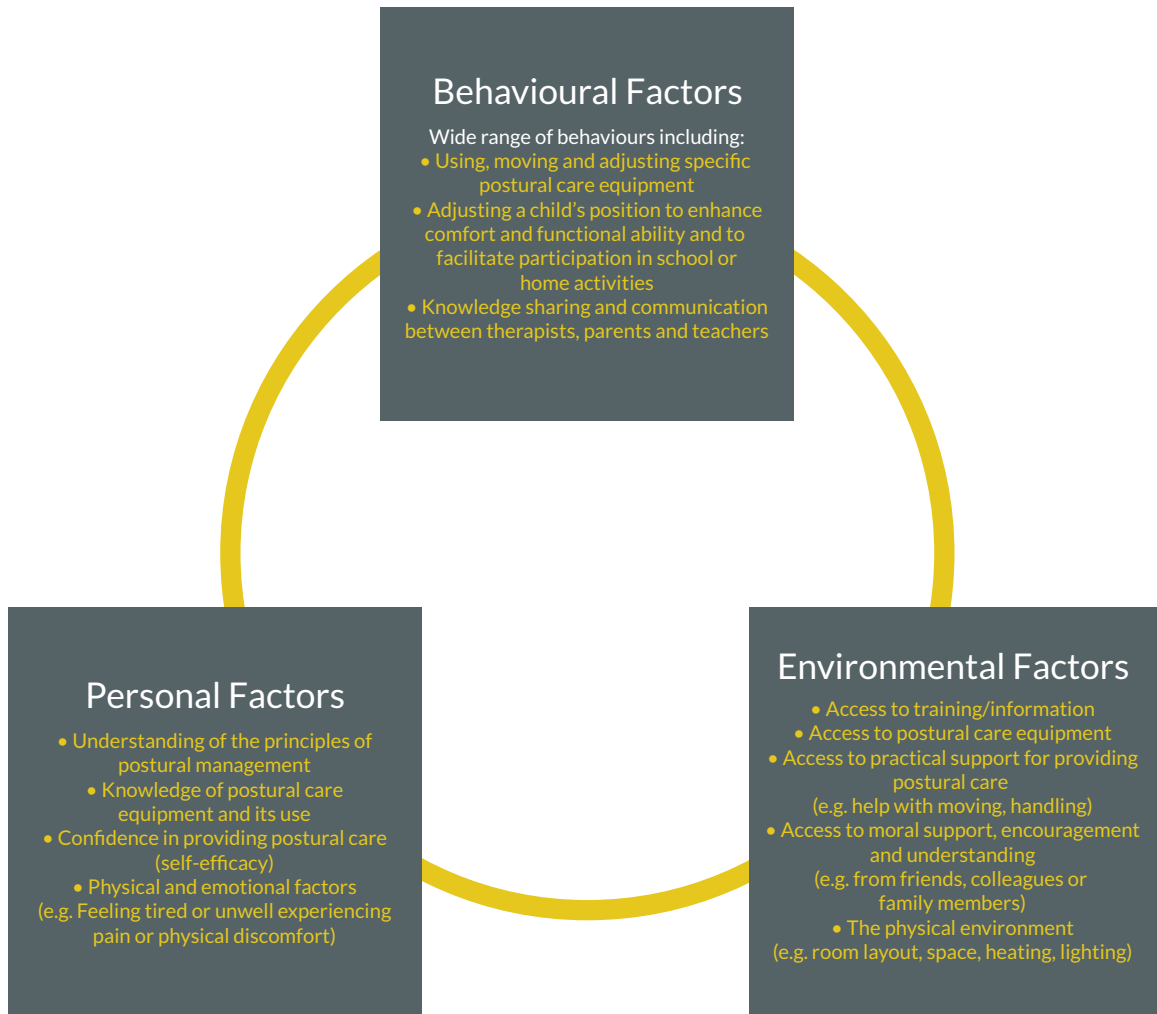 Behavioural Factors
Wide range of behaviours including:
• Using, moving and adjusting specific
postural care equipment
• Adjusting a child's position to enhance
comfort and functional ability and to
facilitate participation in school or
home activities
• Knowledge sharing and communication
between therapists, parents and teachers
Personal Factors
• Understanding of the principles of
postural management
• Knowledge of postural care
equipment and its use
• Confidence in providing postural care
(self-efficacy)
• Physical and emotional factors
(e.g. Feeling tired or unwell experiencing
pain or physical discomfort)
Environmental Factors
• Access to training/information
• Access to postural care equipment
• Access to practical support for providing
postural care
(e.g. help with moving, handling)
• Access to moral support, encouragement
and understanding
(e.g. from friends, colleagues or
family members)
• The physical environment
(e.g. room layout, space, heating, lighting)